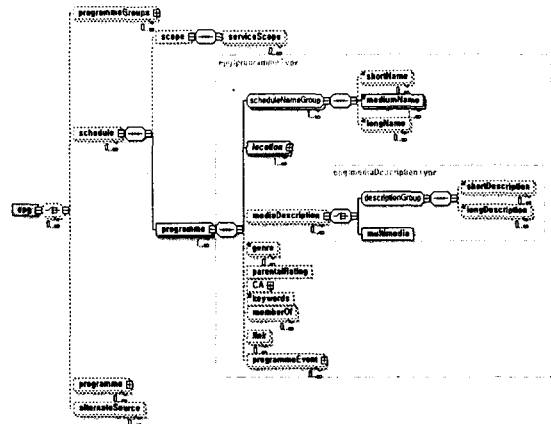 programmeGroups
scope
serviceScope
epg:programmeType
shortName
scheduleNameGroup
mediumName
longName
schedule
location
epg:mediaDescriptionType
shortDescription
descriptionGroup
longDescription
epg
programme
mediaDescription
multimedia
genre
parentalRating
CA
keywords
memberOf
link
programmeEvent
programme
alternateSource